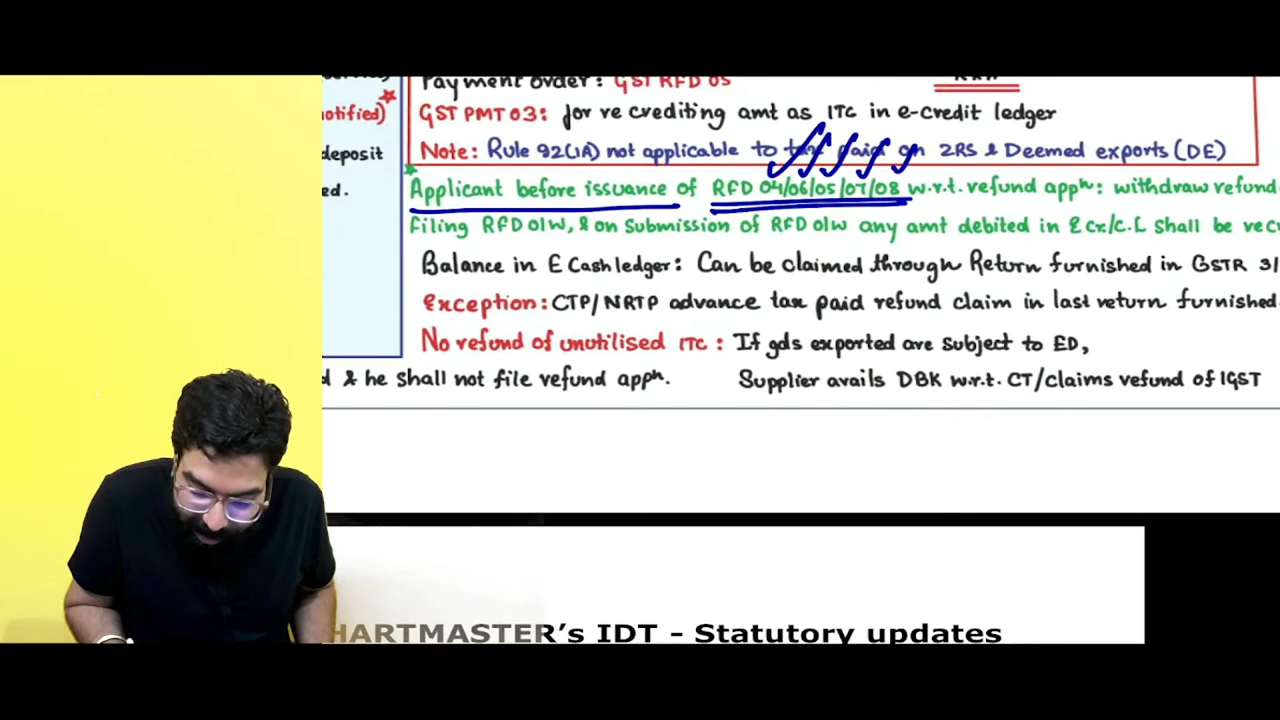 Payment order: GST RFD 05
otified)
GST PMT 03: for re crediting amt as ITC in e-credit ledger
deposit
Note: Rule 92(1A) not applicable to tax paid on ZRS & Deemed exports (DE)
ed.
Applicant before issuance of RFD 04/06/05/07/08 w.r.t. refund appⁿ: withdraw refund
Filing RFD 01W, & on Submission of RFD 01W any amt debited in E Cr/C.L shall be
Balance in E Cash ledger: Can be claimed through Return furnished in GSTR
Exception: CTP/NRTP advance tax paid refund claim in last return furnished
No refund of unutilised ITC: If gds exported are subject to ED,
d & he shall not file refund appⁿ. Supplier avails DBK w.r.t. CT/claims refund of IGST
HARTMASTER's IDT - Statutory updates